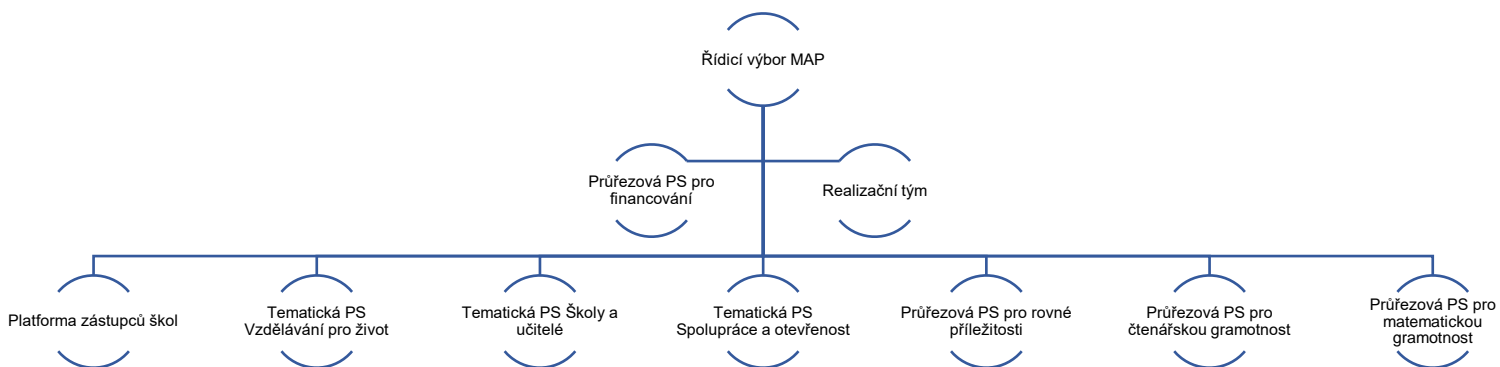 Řídicí výbor MAP
Průřezová PS pro
financování
Realizační tým
Platforma zástupců škol
Tematická PS
Vzdělávání pro život
Tematická PS Školy a
učitelé
Tematická PS
Spolupráce a otevřenost
Průřezová PS pro rovné
příležitosti
Průřezová PS pro
čtenářskou gramotnost
Průřezová PS pro
matematickou
gramotnost